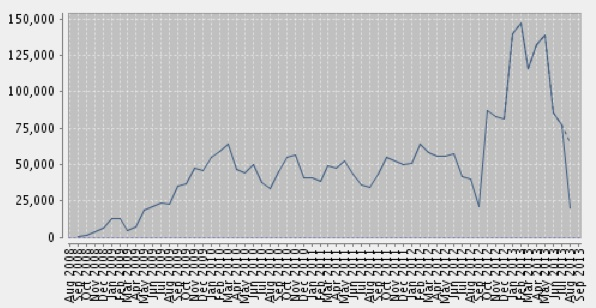 150,000
125,000
100,000
75,000
50,000
25,000
0
Aug 2008
Sep 2008
Oct 2008
Nov 2008
Dec 2008
Jan 2009
Feb 2009
Mar 2009
Apr 2009
May 2009
Jun 2009
Jul 2009
Aug 2009
Sep 2009
Oct 2009
Nov 2009
Dec 2009
Jan 2010
Feb 2010
Mar 2010
Apr 2010
May 2010
Jun 2010
Jul 2010
Aug 2010
Sep 2010
Oct 2010
Nov 2010
Dec 2010
Jan 2011
Feb 2011
Mar 2011
Apr 2011
May 2011
Jun 2011
Jul 2011
Aug 2011
Sep 2011
Oct 2011
Nov 2011
Dec 2011
Jan 2012
Feb 2012
Mar 2012
Apr 2012
May 2012
Jun 2012
Jul 2012
Aug 2012
Sep 2012
Oct 2012
Nov 2012
Dec 2012
Jan 2013
Feb 2013
Mar 2013
Apr 2013
May 2013
Jun 2013
Jul 2013
Aug 2013
Sep 2013